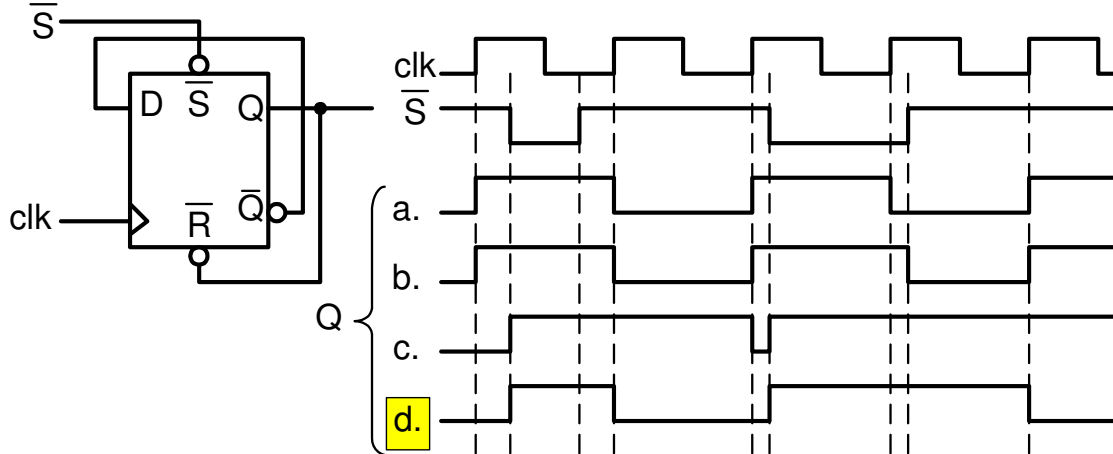 S̅
D S̅ Q
clk R̅ Q̅
clk
S̅
Q
a.
b.
c.
d.